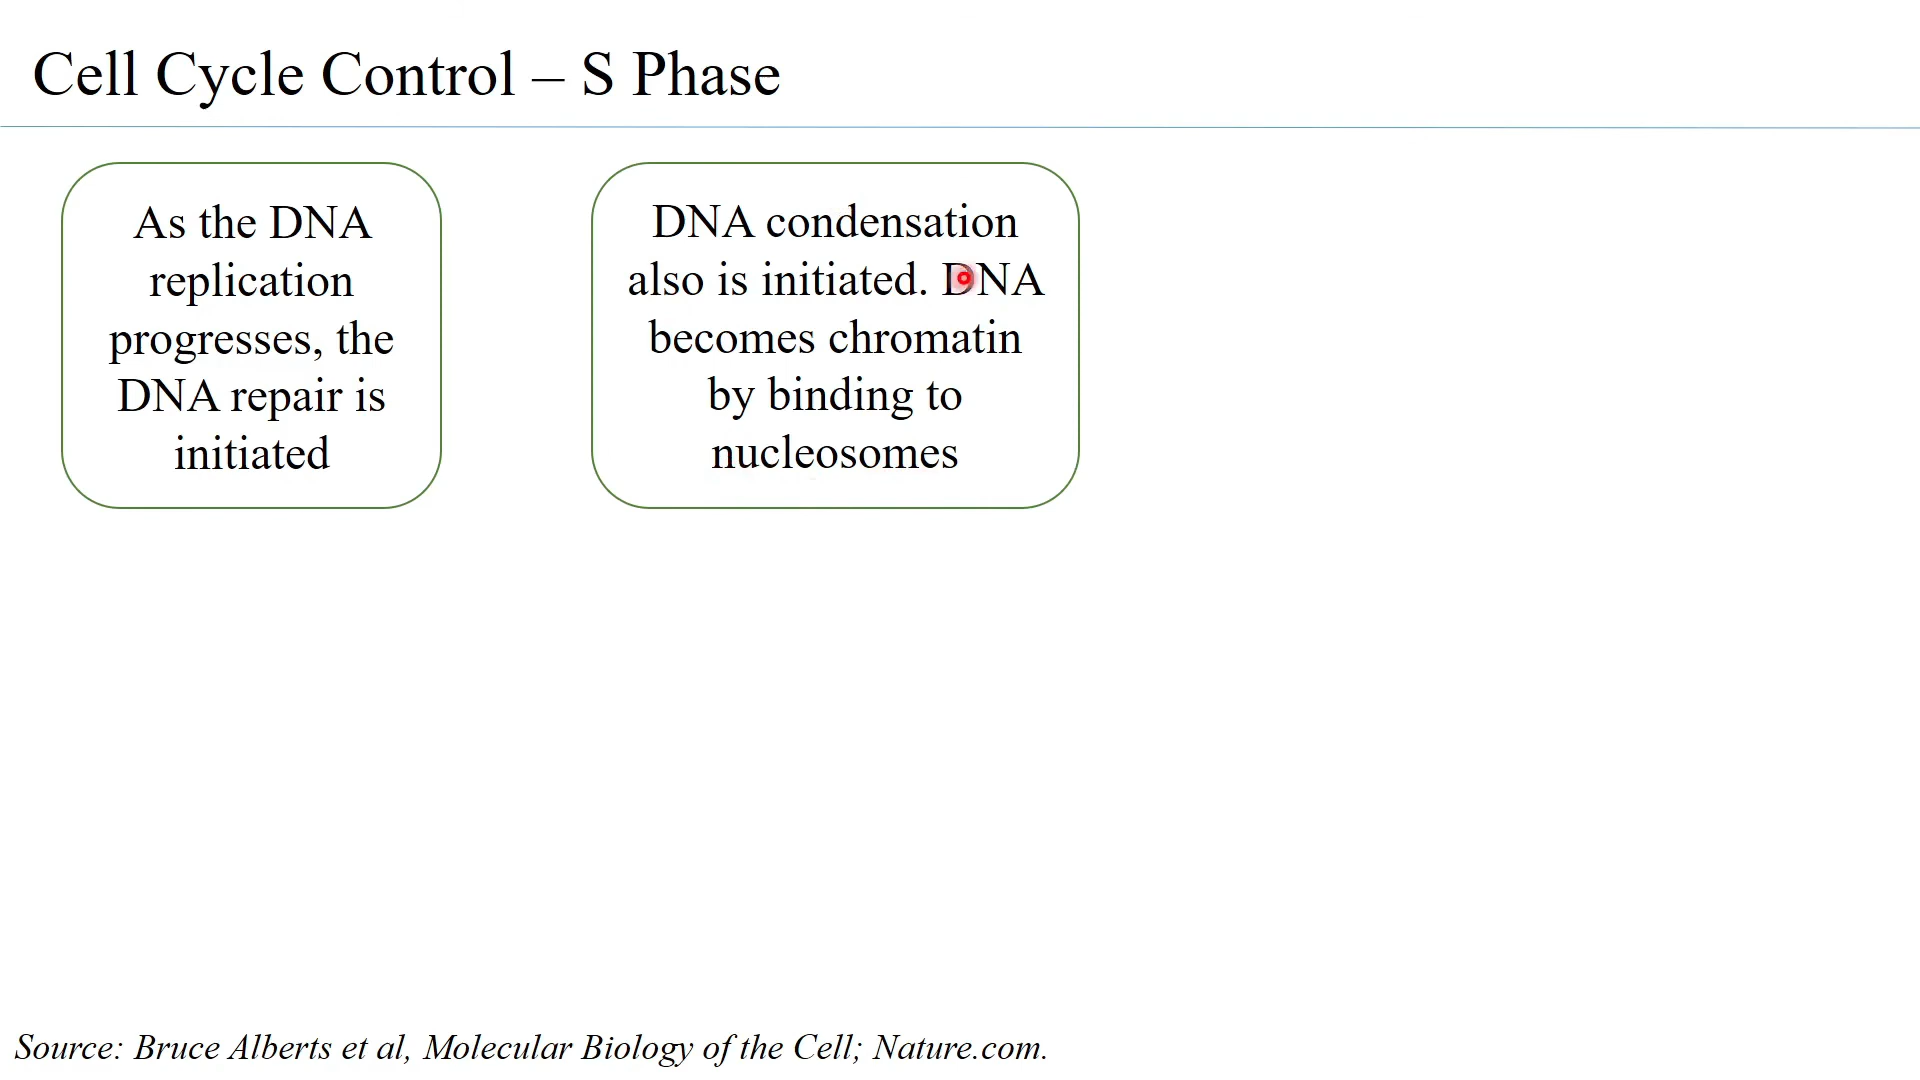 Cell Cycle Control – S Phase
As the DNA
replication
progresses, the
DNA repair is
initiated
DNA condensation
also is initiated. DNA
becomes chromatin
by binding to
nucleosomes
Source: Bruce Alberts et al, Molecular Biology of the Cell; Nature.com.